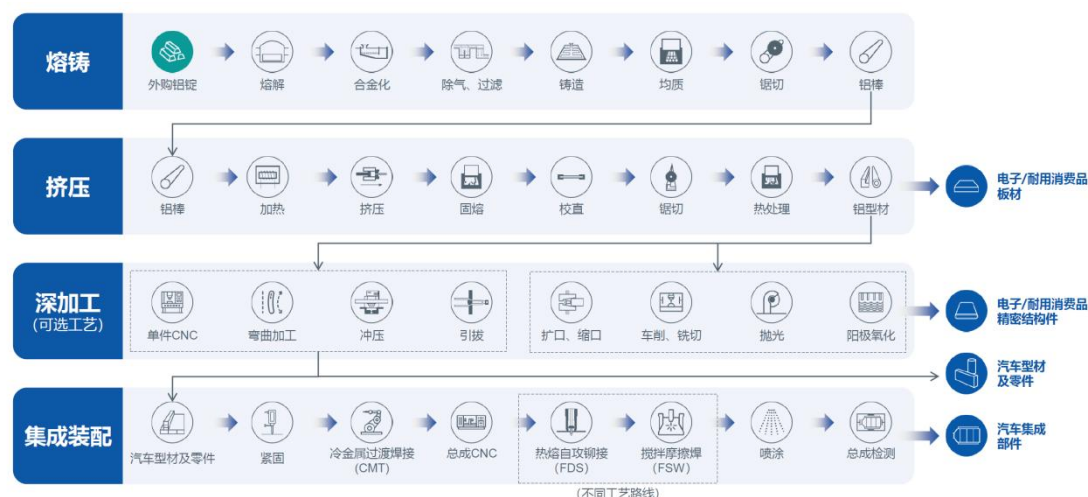 熔铸
外购铝锭
熔解
合金化
除气、过滤
铸造
均质
锯切
铝棒
挤压
铝棒
加热
挤压
固熔
校直
锯切
热处理
铝型材
电子/耐用消费品
板材
深加工
(可选工艺)
单件CNC
弯曲加工
冲压
引拔
扩口、缩口
车削、铣切
抛光
阳极氧化
电子/耐用消费品
精密结构件
汽车型材
及零件
集成装配
汽车型材及零件
紧固
冷金属过渡焊接
(CMT)
总成CNC
热熔自攻铆接
(FDS)
搅拌摩擦焊
(FSW)
喷涂
总成检测
汽车集成
部件
(不同工艺路线)